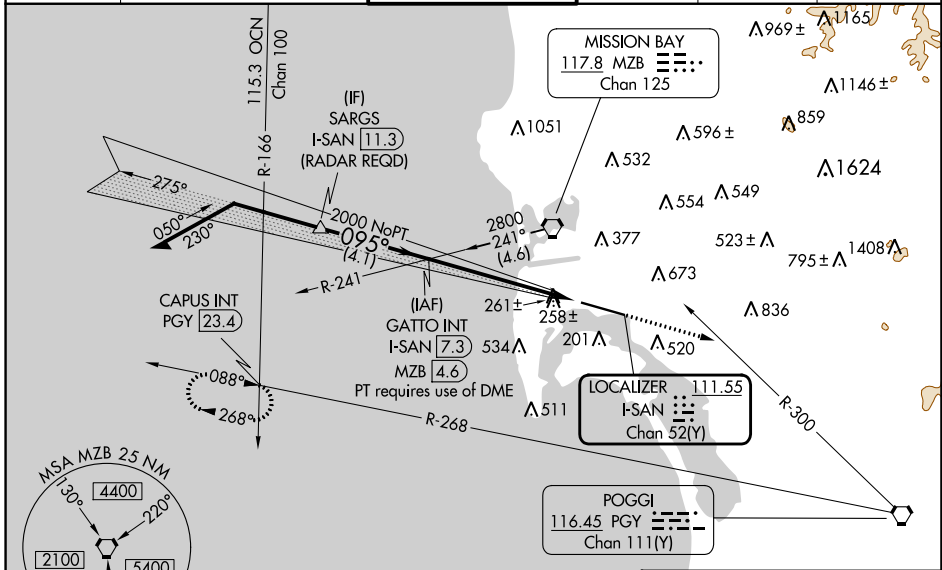 969±
1165
MISSION BAY
117.8 MZB
Chan 125
1146±
115.3 OCN
Chan 100
R-166
(IF)
SARGS
I-SAN 11.3
(RADAR REQD)
1051
596±
859
532
1624
275°
554
549
050°
230°
2000 NoPT
095°
(4.1)
2800
241°
(4.6)
377
523±
1408
795±
R-241
673
CAPUS INT
PGY 23.4
(IAF)
GATTO INT
I-SAN 7.3
MZB 4.6
PT requires use of DME
261±
258±
836
534
201
520
088°
268°
R-268
511
LOCALIZER 111.55
I-SAN
Chan 52(Y)
R-300
MSA MZB 25 NM
130°
4400
220°
2100
5400
POGGI
116.45 PGY
Chan 111(Y)